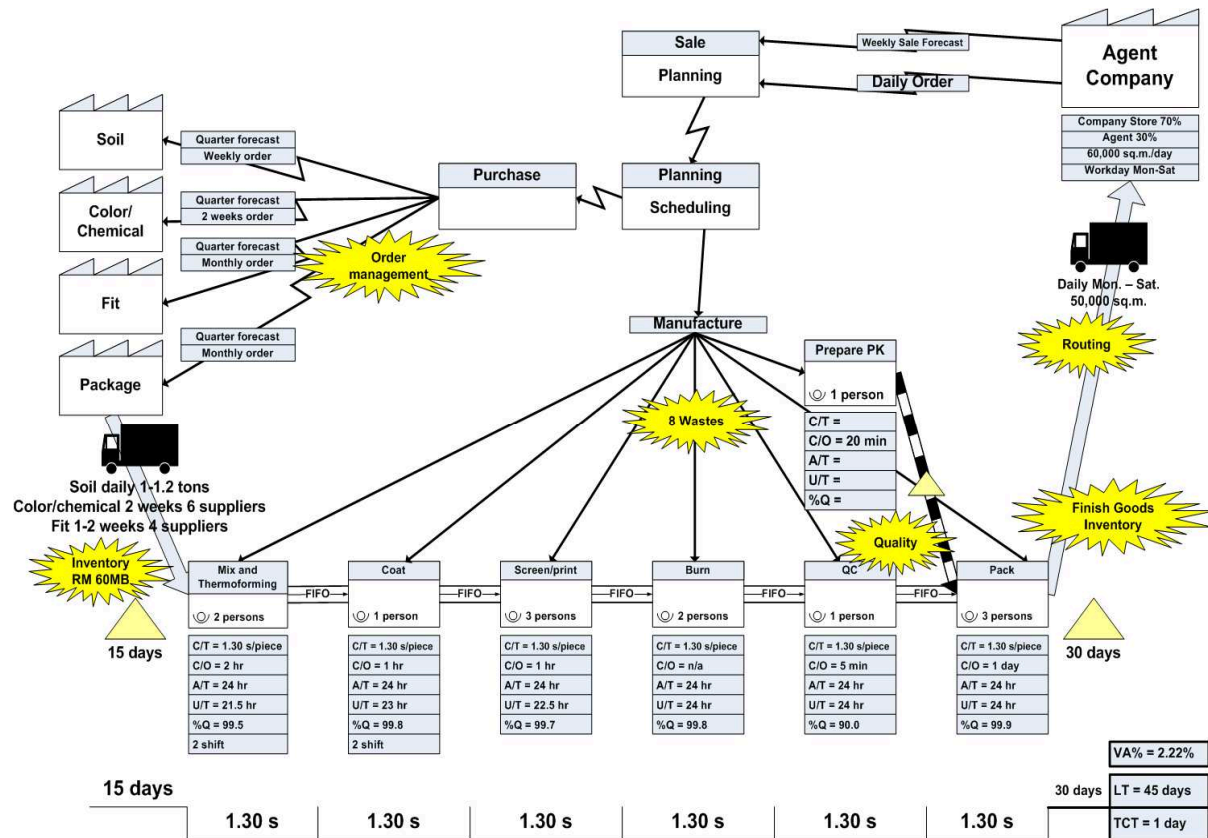 Sale
Planning
Weekly Sale Forecast
Daily Order
Agent
Company
Company Store 70%
Agent 30%
60,000 sq.m./day
Workday Mon-Sat
Soil
Quarter forecast
Weekly order
Color/
Chemical
Quarter forecast
2 weeks order
Fit
Quarter forecast
Monthly order
Package
Quarter forecast
Monthly order
Purchase
Planning
Scheduling
Order
management
Daily Mon. – Sat.
50,000 sq.m.
Routing
Manufacture
Prepare PK
1 person
C/T =
C/O = 20 min
A/T =
U/T =
%Q =
8 Wastes
Soil daily 1-1.2 tons
Color/chemical 2 weeks 6 suppliers
Fit 1-2 weeks 4 suppliers
Inventory
RM 60MB
15 days
Quality
Finish Goods
Inventory
30 days
Mix and
Thermoforming
2 persons
C/T = 1.30 s/piece
C/O = 2 hr
A/T = 24 hr
U/T = 21.5 hr
%Q = 99.5
2 shift
FIFO
Coat
1 person
C/T = 1.30 s/piece
C/O = 1 hr
A/T = 24 hr
U/T = 23 hr
%Q = 99.8
2 shift
FIFO
Screen/print
3 persons
C/T = 1.30 s/piece
C/O = 1 hr
A/T = 24 hr
U/T = 22.5 hr
%Q = 99.7
FIFO
Burn
2 persons
C/T = 1.30 s/piece
C/O = n/a
A/T = 24 hr
U/T = 24 hr
%Q = 99.8
FIFO
QC
1 person
C/T = 1.30 s/piece
C/O = 5 min
A/T = 24 hr
U/T = 24 hr
%Q = 90.0
FIFO
Pack
3 persons
C/T = 1.30 s/piece
C/O = 1 day
A/T = 24 hr
U/T = 24 hr
%Q = 99.9
15 days
1.30 s
1.30 s
1.30 s
1.30 s
1.30 s
1.30 s
30 days
VA% = 2.22%
LT = 45 days
TCT = 1 day